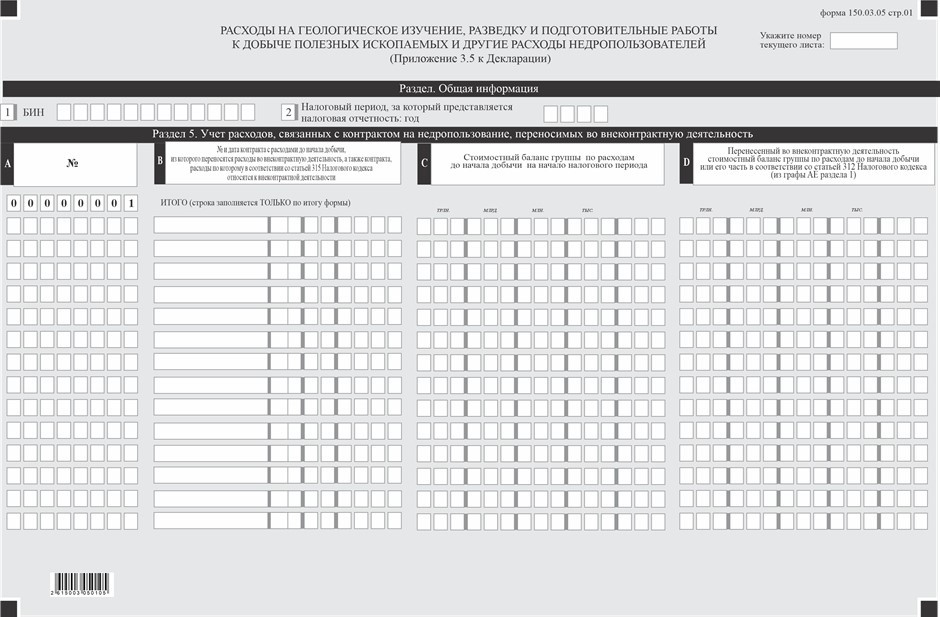 форма 150.03.05 стр.01
РАСХОДЫ НА ГЕОЛОГИЧЕСКОЕ ИЗУЧЕНИЕ, РАЗВЕДКУ И ПОДГОТОВИТЕЛЬНЫЕ РАБОТЫ
К ДОБЫЧЕ ПОЛЕЗНЫХ ИСКОПАЕМЫХ И ДРУГИЕ РАСХОДЫ НЕДРОПОЛЬЗОВАТЕЛЕЙ
(Приложение 3.5 к Декларации)
Укажите номер
текущего листа:
Раздел. Общая информация
1 БИН
2 Налоговый период, за который представляется
налоговая отчетность: год
Раздел 5. Учет расходов, связанных с контрактом на недропользование, переносимых во внеконтрактную деятельность
A №
B № и дата контракта с расходами до начала добычи,
из которого переносятся расходы во внеконтрактную деятельность, а также контракта,
расходы по которому в соответствии со статьей 315 Налогового кодекса
относятся к внеконтрактной деятельности
C Стоимостный баланс группы по расходам
до начала добычи на начало налогового периода
D Перенесенный во внеконтрактную деятельность
стоимостный баланс группы по расходам до начала добычи
или его часть в соответствии со статьей 312 Налогового кодекса
(из графы AE раздела 1)
0 0 0 0 0 0 0 1 ИТОГО (строка заполняется ТОЛЬКО по итогу формы)
трлн. млрд. млн. тыс.
трлн. млрд. млн. тыс.
2 615003 050105